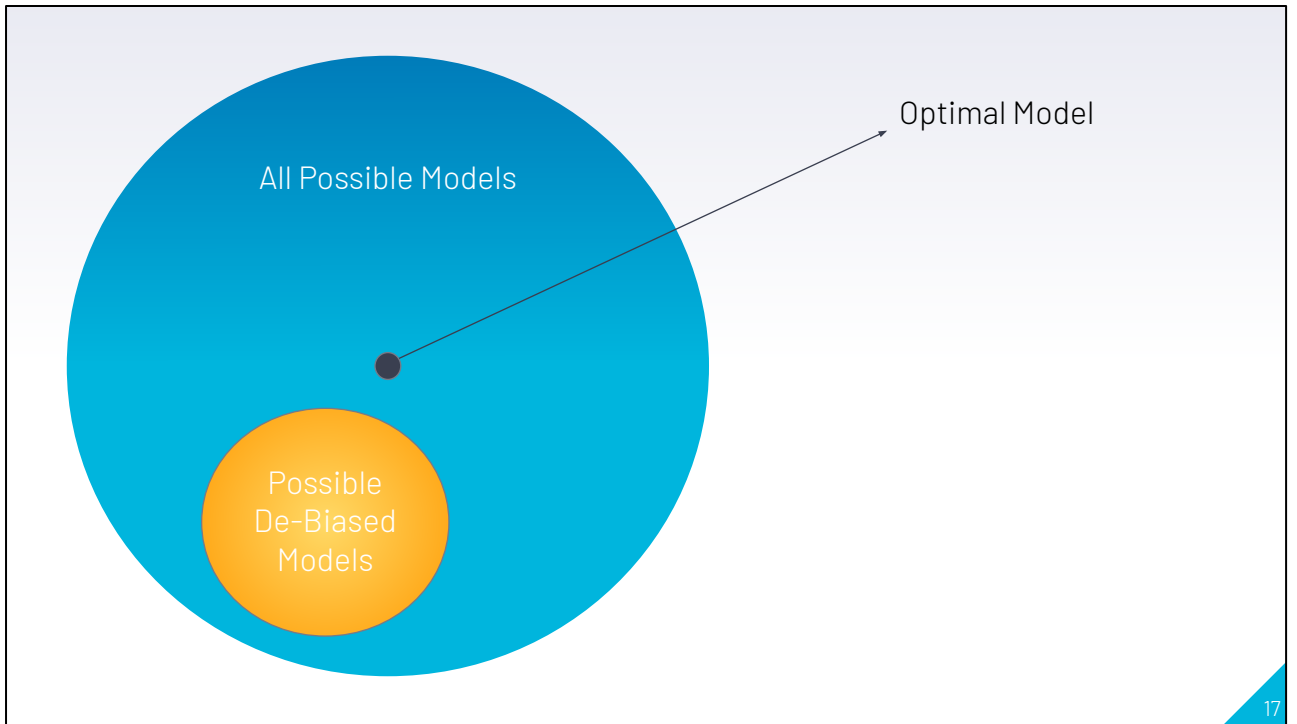 Optimal Model
All Possible Models
Possible
De-Biased
Models
17